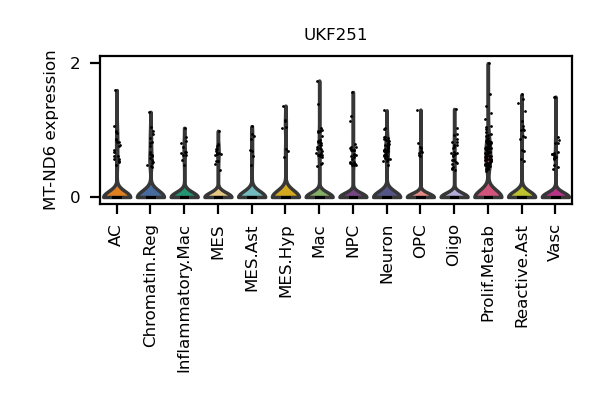 UKF251
MT-ND6 expression
2
0
AC
Chromatin.Reg
Inflammatory.Mac
MES
MES.Ast
MES.Hyp
Mac
NPC
Neuron
OPC
Oligo
Prolif.Metab
Reactive.Ast
Vasc